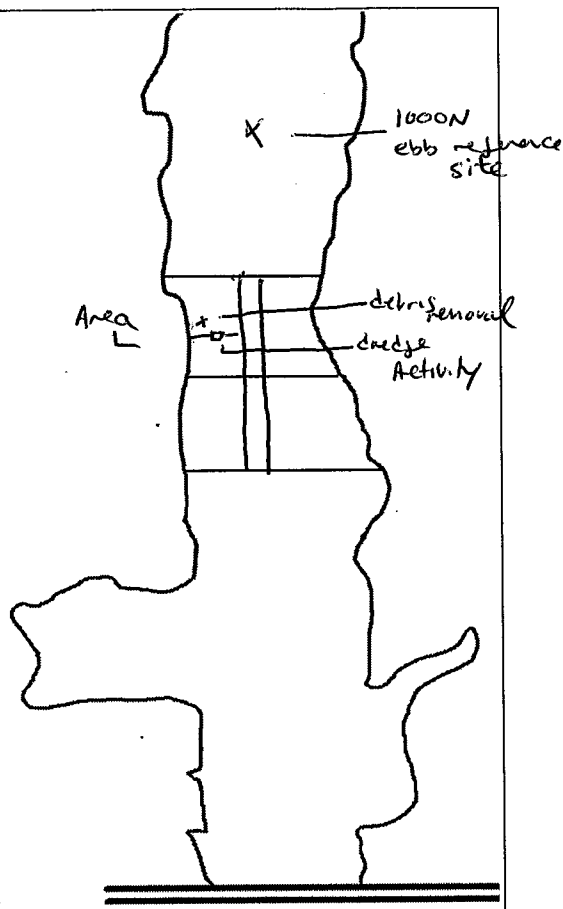 1000N
ebb reference
site
Area
L
debris
removal
dredge
Activity